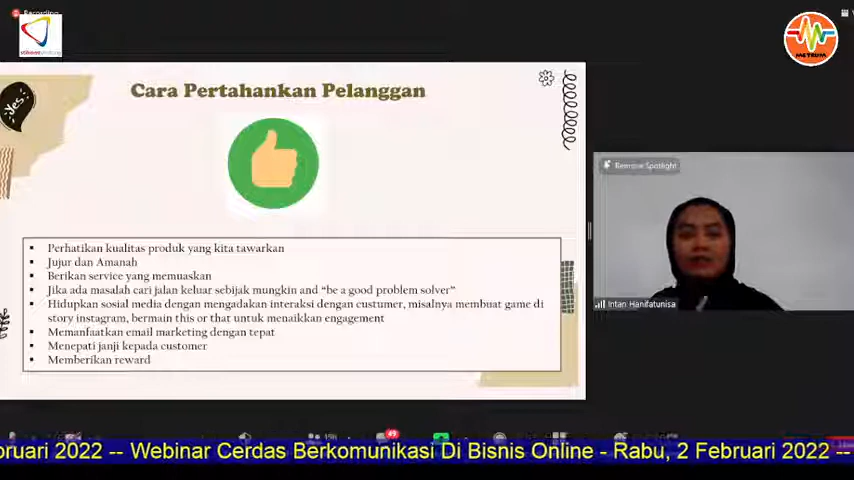 Recording
METRUM
Cara Pertahankan Pelanggan
Yes
Perhatikan kualitas produk yang kita tawarkan
Jujur dan Amanah
Berikan service yang memuaskan
Jika ada masalah cari jalan keluar sebijak mungkin and “be a good problem solver”
Hidupkan sosial media dengan mengadakan interaksi dengan custumer, misalnya membuat game di
story instagram, bermain this or that untuk menaikkan engagement
Memanfaatkan email marketing dengan tepat
Menepati janji kepada customer
Memberikan reward
Remove Spotlight
Intan Hanifatunisa
bruari 2022 -- Webinar Cerdas Berkomunikasi Di Bisnis Online - Rabu, 2 Februari 2022 --